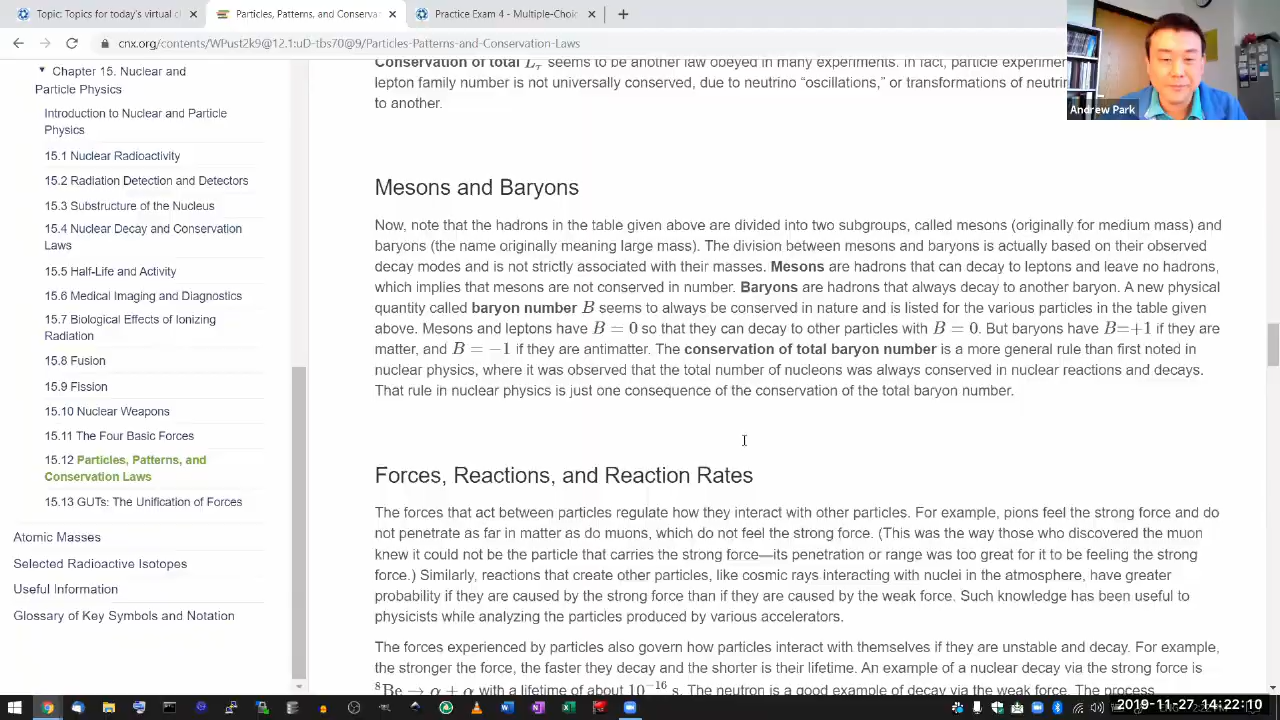 Topic: Topics for today's virtual cl
Particles, Patterns, and Conserva
Practice Exam 4 - Multiple-Choic
cnx.org/contents/WPust2k9@12.1:uD-tbs70@9/Particles-Patterns-and-Conservation-Laws
Andrew Park
Chapter 15. Nuclear and
Particle Physics
Introduction to Nuclear and Particle
Physics
15.1 Nuclear Radioactivity
15.2 Radiation Detection and Detectors
15.3 Substructure of the Nucleus
15.4 Nuclear Decay and Conservation
Laws
15.5 Half-Life and Activity
15.6 Medical Imaging and Diagnostics
15.7 Biological Effects of Ionizing
Radiation
15.8 Fusion
15.9 Fission
15.10 Nuclear Weapons
15.11 The Four Basic Forces
15.12 Particles, Patterns, and
Conservation Laws
15.13 GUTs: The Unification of Forces
Atomic Masses
Selected Radioactive Isotopes
Useful Information
Glossary of Key Symbols and Notation
Conservation of total Lτ seems to be another law obeyed in many experiments. In fact, particle experimen
lepton family number is not universally conserved, due to neutrino “oscillations,” or transformations of neutrin
to another.
Mesons and Baryons
Now, note that the hadrons in the table given above are divided into two subgroups, called mesons (originally for medium mass) and
baryons (the name originally meaning large mass). The division between mesons and baryons is actually based on their observed
decay modes and is not strictly associated with their masses. Mesons are hadrons that can decay to leptons and leave no hadrons,
which implies that mesons are not conserved in number. Baryons are hadrons that always decay to another baryon. A new physical
quantity called baryon number B seems to always be conserved in nature and is listed for the various particles in the table given
above. Mesons and leptons have B = 0 so that they can decay to other particles with B = 0. But baryons have B=+1 if they are
matter, and B = −1 if they are antimatter. The conservation of total baryon number is a more general rule than first noted in
nuclear physics, where it was observed that the total number of nucleons was always conserved in nuclear reactions and decays.
That rule in nuclear physics is just one consequence of the conservation of the total baryon number.
Forces, Reactions, and Reaction Rates
The forces that act between particles regulate how they interact with other particles. For example, pions feel the strong force and do
not penetrate as far in matter as do muons, which do not feel the strong force. (This was the way those who discovered the muon
knew it could not be the particle that carries the strong force—its penetration or range was too great for it to be feeling the strong
force.) Similarly, reactions that create other particles, like cosmic rays interacting with nuclei in the atmosphere, have greater
probability if they are caused by the strong force than if they are caused by the weak force. Such knowledge has been useful to
physicists while analyzing the particles produced by various accelerators.
The forces experienced by particles also govern how particles interact with themselves if they are unstable and decay. For example,
the stronger the force, the faster they decay and the shorter is their lifetime. An example of a nuclear decay via the strong force is
⁸Be → α + α with a lifetime of about 10⁻¹⁶ s. The neutron is a good example of decay via the weak force. The process
2019-11-27 14:22:10